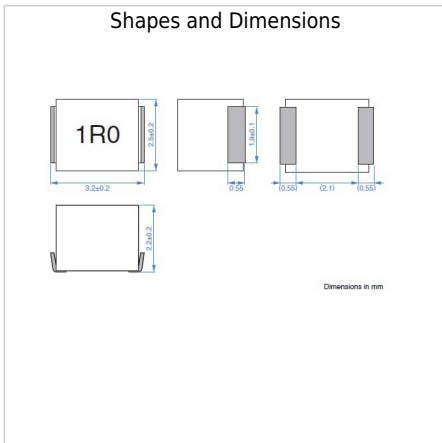 Shapes and Dimensions
1R0
2.5±0.2
3.2±0.2
1.9±0.1
0.55
(0.55)
(2.1)
(0.55)
2.2±0.2
Dimensions in mm